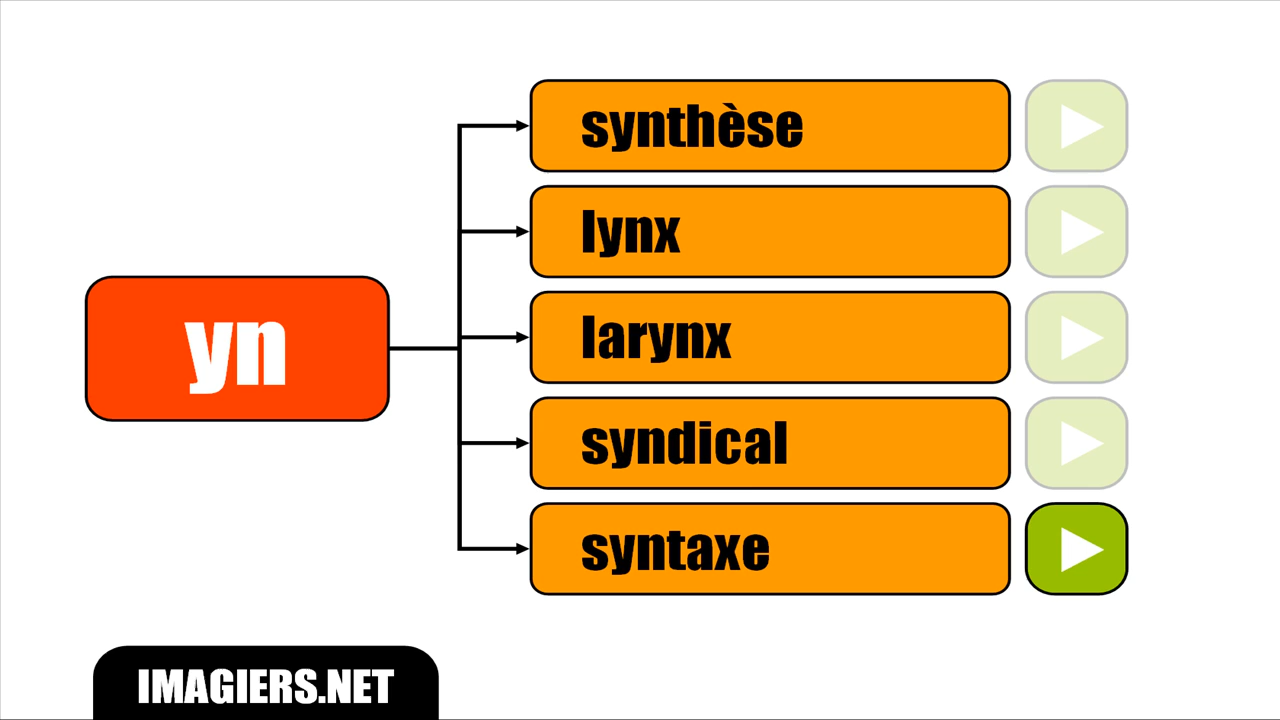 synthèse
lynx
larynx
yn
syndical
syntaxe
IMAGIERS.NET